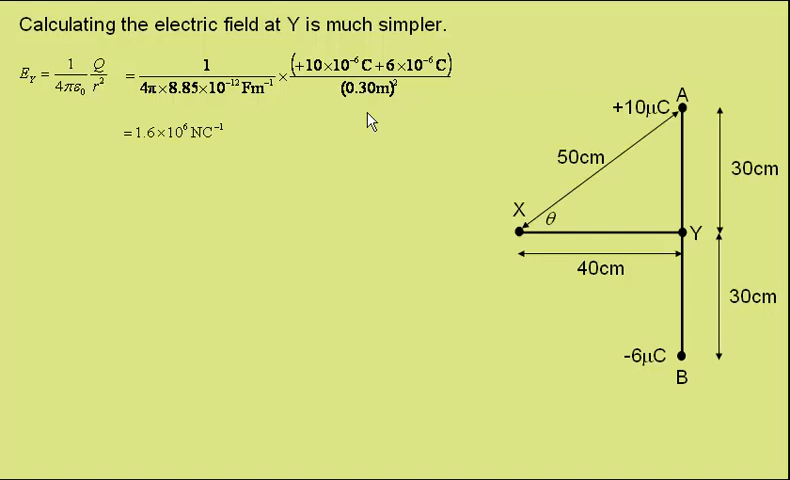 Calculating the electric field at Y is much simpler.
E_Y = 1/(4πε₀) Q/r² = 1/(4π×8.85×10⁻¹² Fm⁻¹) × (+10×10⁻⁶ C+6×10⁻⁶ C)/(0.30m)²
=1.6×10⁶ NC⁻¹
A
+10μC
50cm
30cm
X
θ
Y
40cm
30cm
-6μC
B